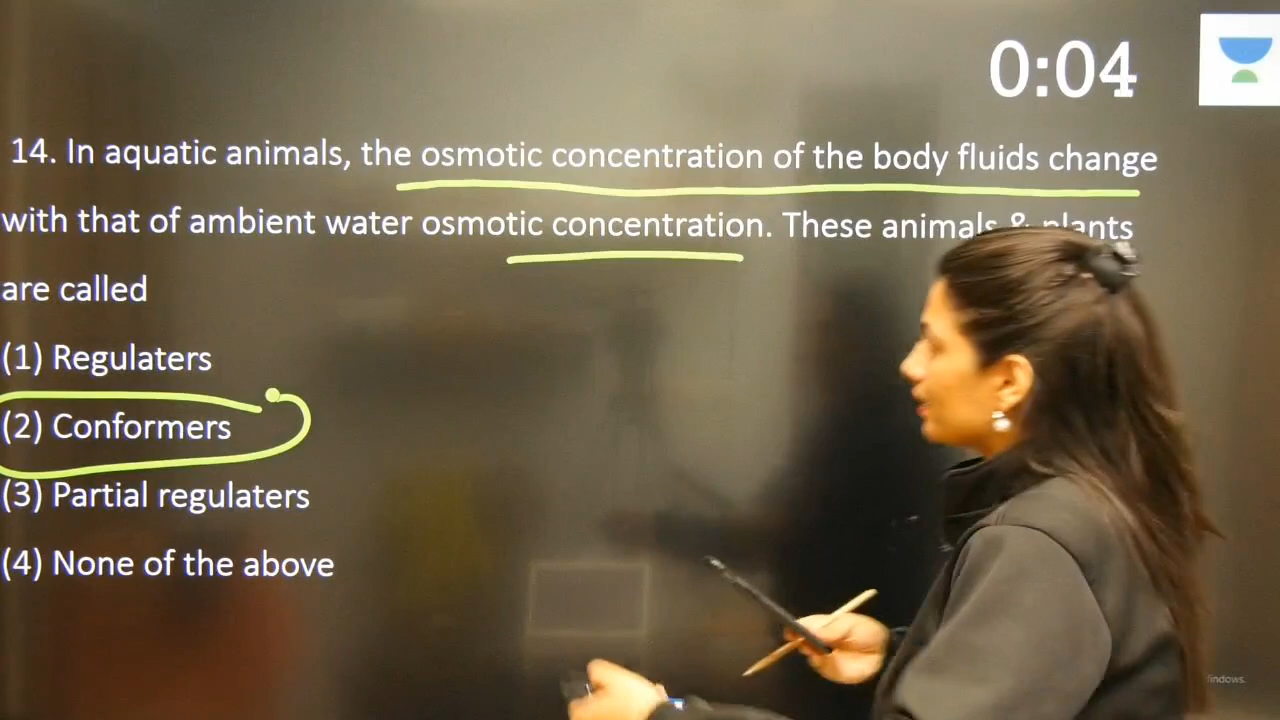 0:04
14. In aquatic animals, the osmotic concentration of the body fluids change
with that of ambient water osmotic concentration. These animals & plants
are called
(1) Regulaters
(2) Conformers
(3) Partial regulaters
(4) None of the above